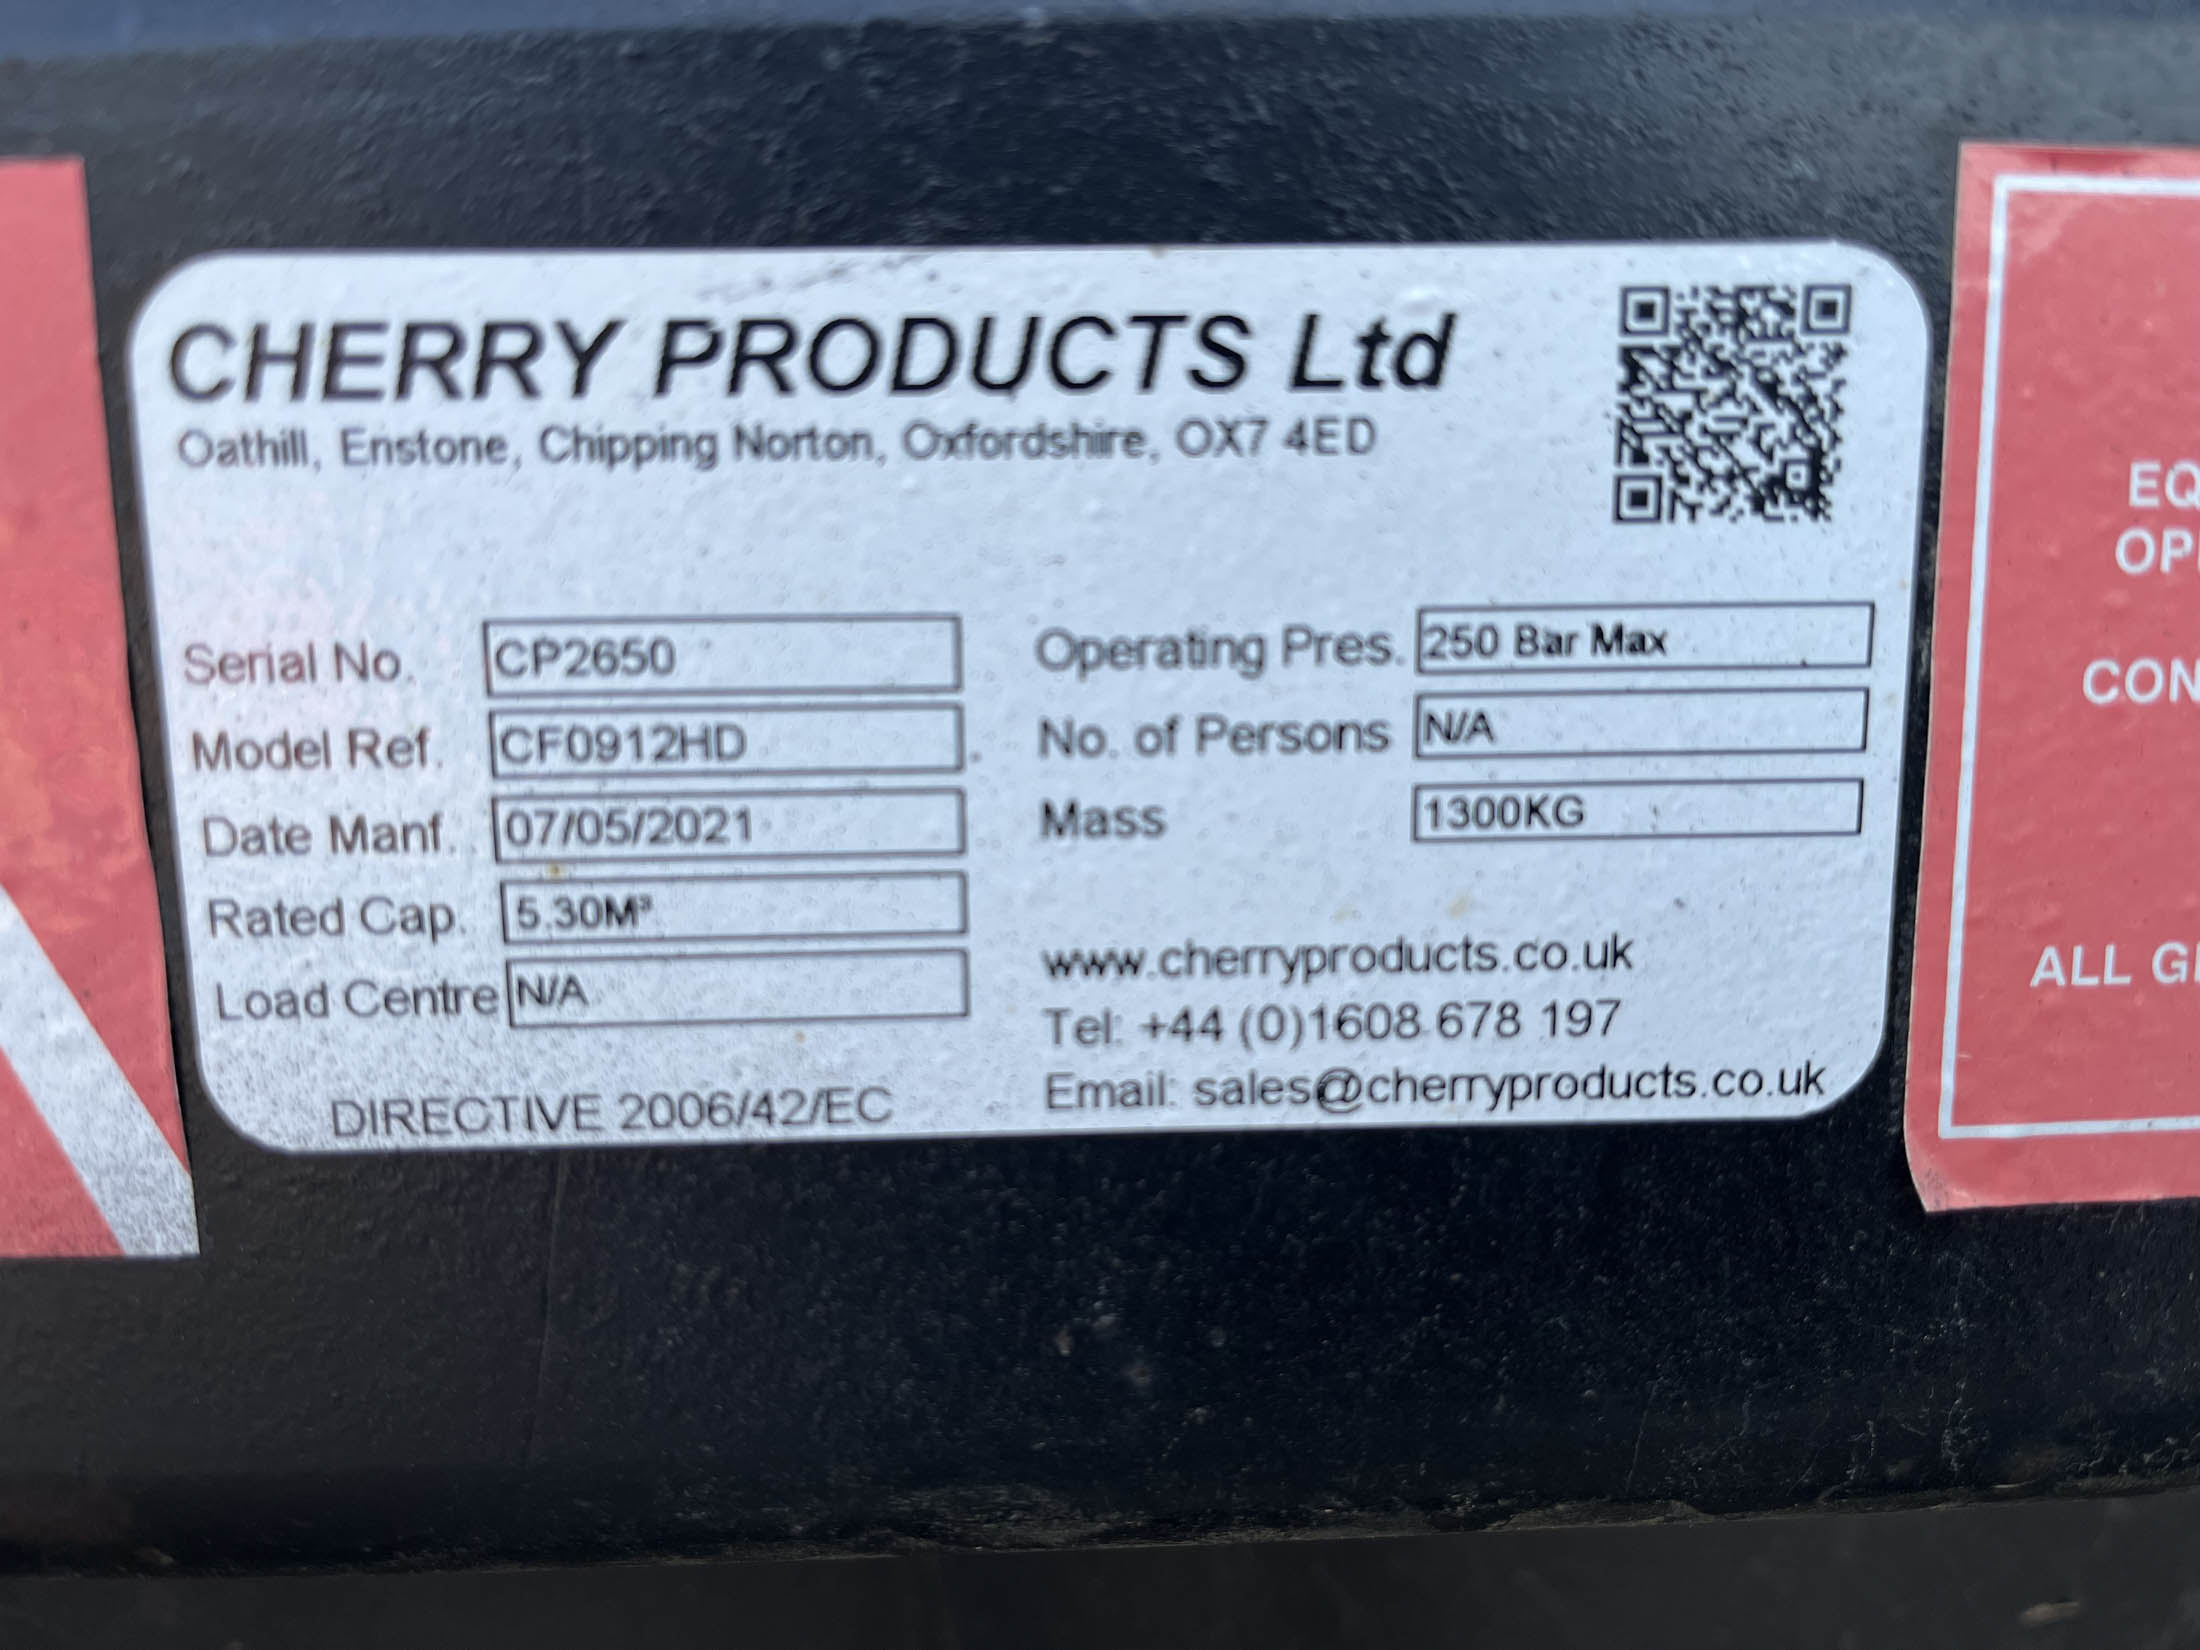 CHERRY PRODUCTS Ltd
Oathill, Enstone, Chipping Norton, Oxfordshire, OX7 4ED
Serial No. CP2650
Model Ref. CF0912HD
Date Manf. 07/05/2021
Rated Cap. 5.30M³
Load Centre N/A
DIRECTIVE 2006/42/EC
Operating Pres. 250 Bar Max
No. of Persons N/A
Mass 1300KG
www.cherryproducts.co.uk
Tel: +44 (0)1608 678 197
Email: sales@cherryproducts.co.uk
EQ
OP
CON
ALL G